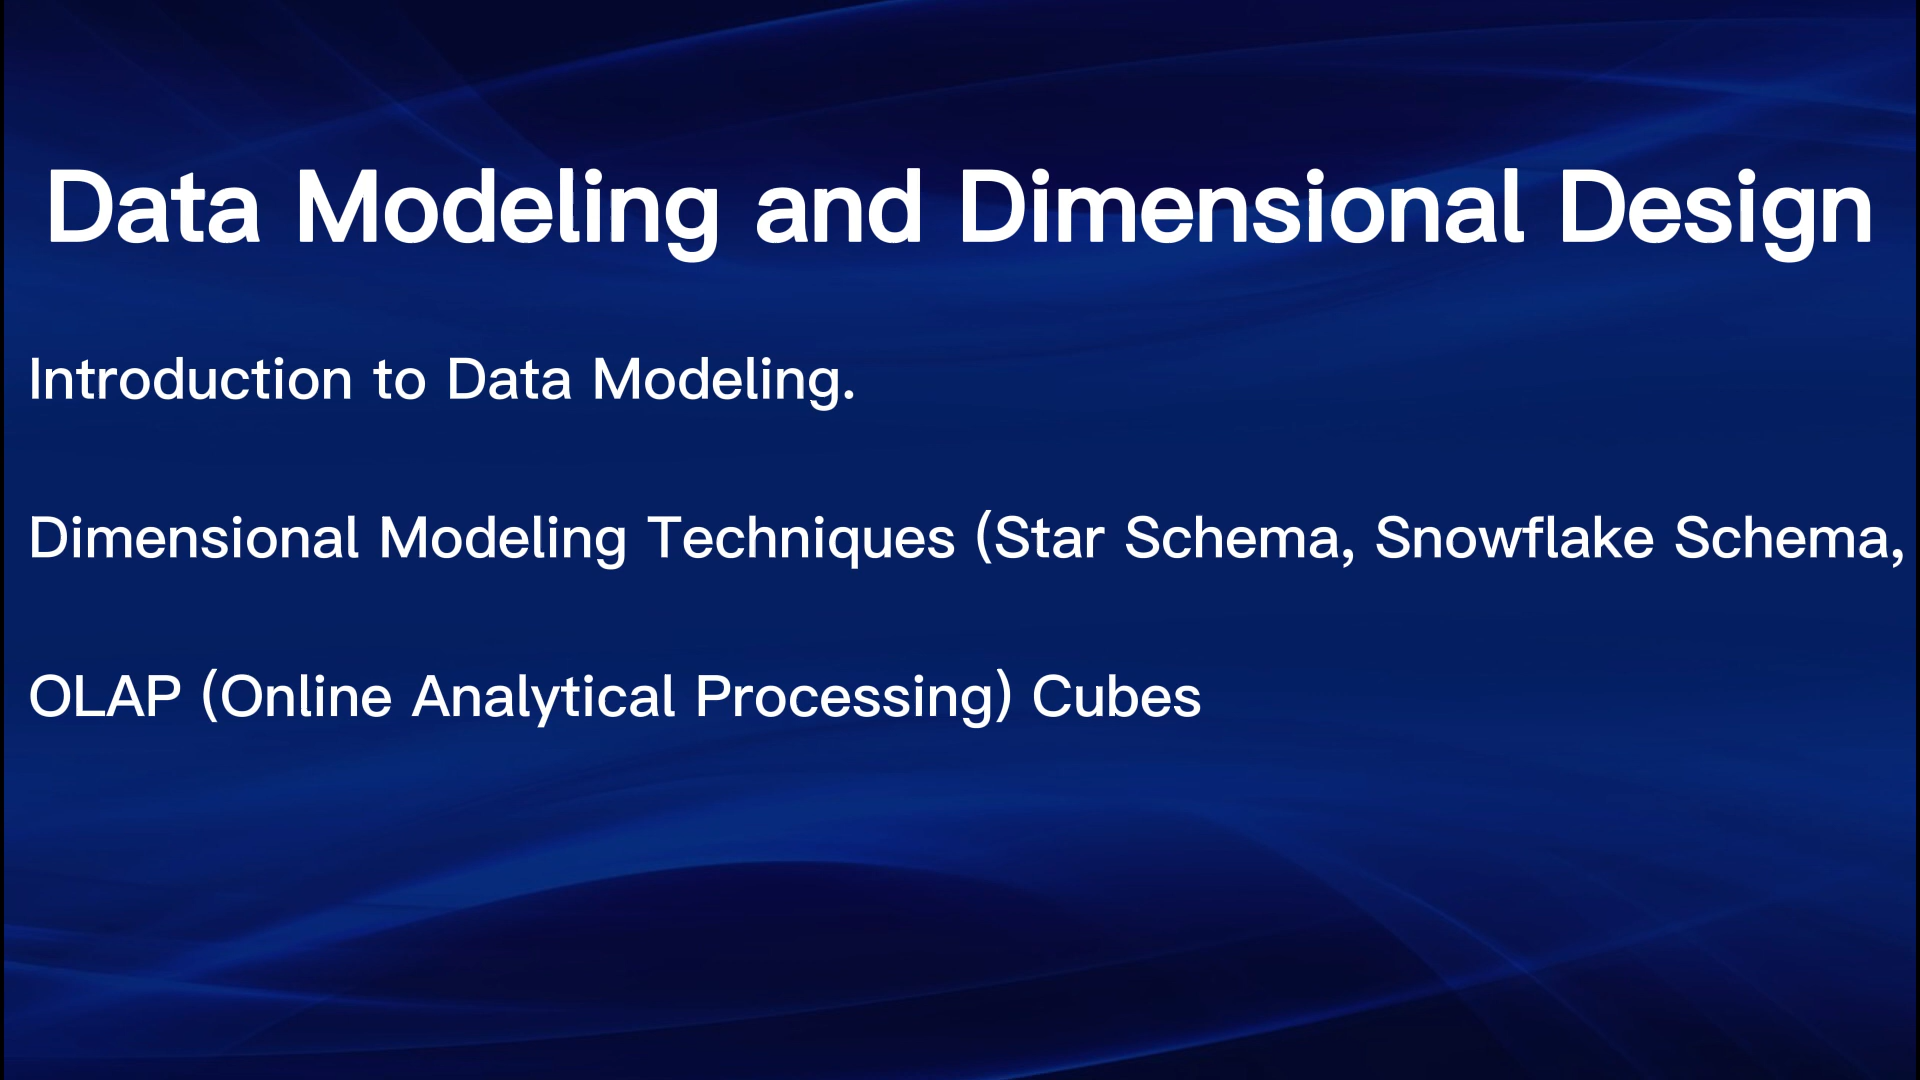 Data Modeling and Dimensional Design
Introduction to Data Modeling.
Dimensional Modeling Techniques (Star Schema, Snowflake Schema,
OLAP (Online Analytical Processing) Cubes